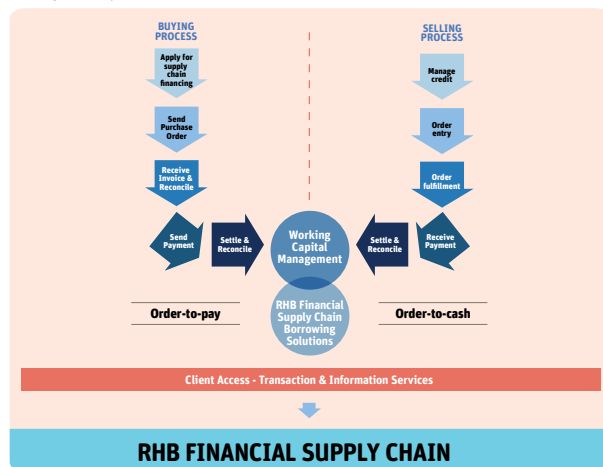 BUYING
PROCESS
Apply for
supply
chain
financing
Send
Purchase
Order
Receive
Invoice &
Reconcile
Send
Payment
Settle &
Reconcile
SELLING
PROCESS
Manage
credit
Order
entry
Order
fulfillment
Receive
Payment
Settle &
Reconcile
Working
Capital
Management
RHB Financial
Supply Chain
Borrowing
Solutions
Order-to-pay
Order-to-cash
Client Access - Transaction & Information Services
RHB FINANCIAL SUPPLY CHAIN